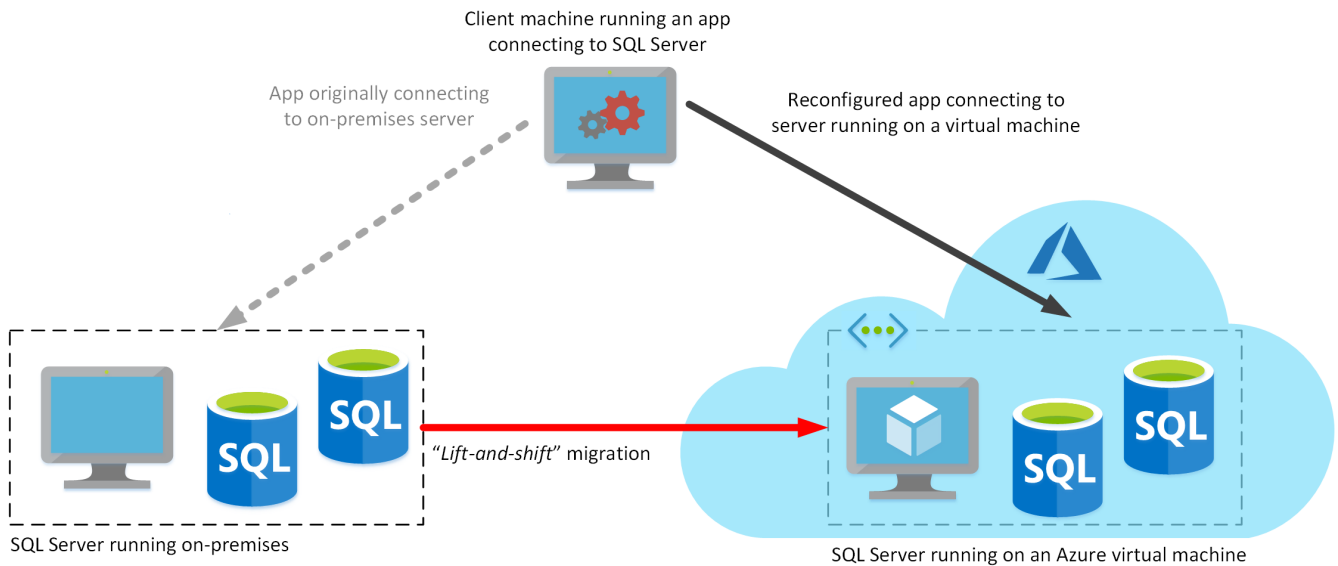 Client machine running an app
connecting to SQL Server
App originally connecting
to on-premises server
Reconfigured app connecting to
server running on a virtual machine
SQL
SQL
“Lift-and-shift” migration
SQL
SQL
SQL Server running on-premises
SQL Server running on an Azure virtual machine